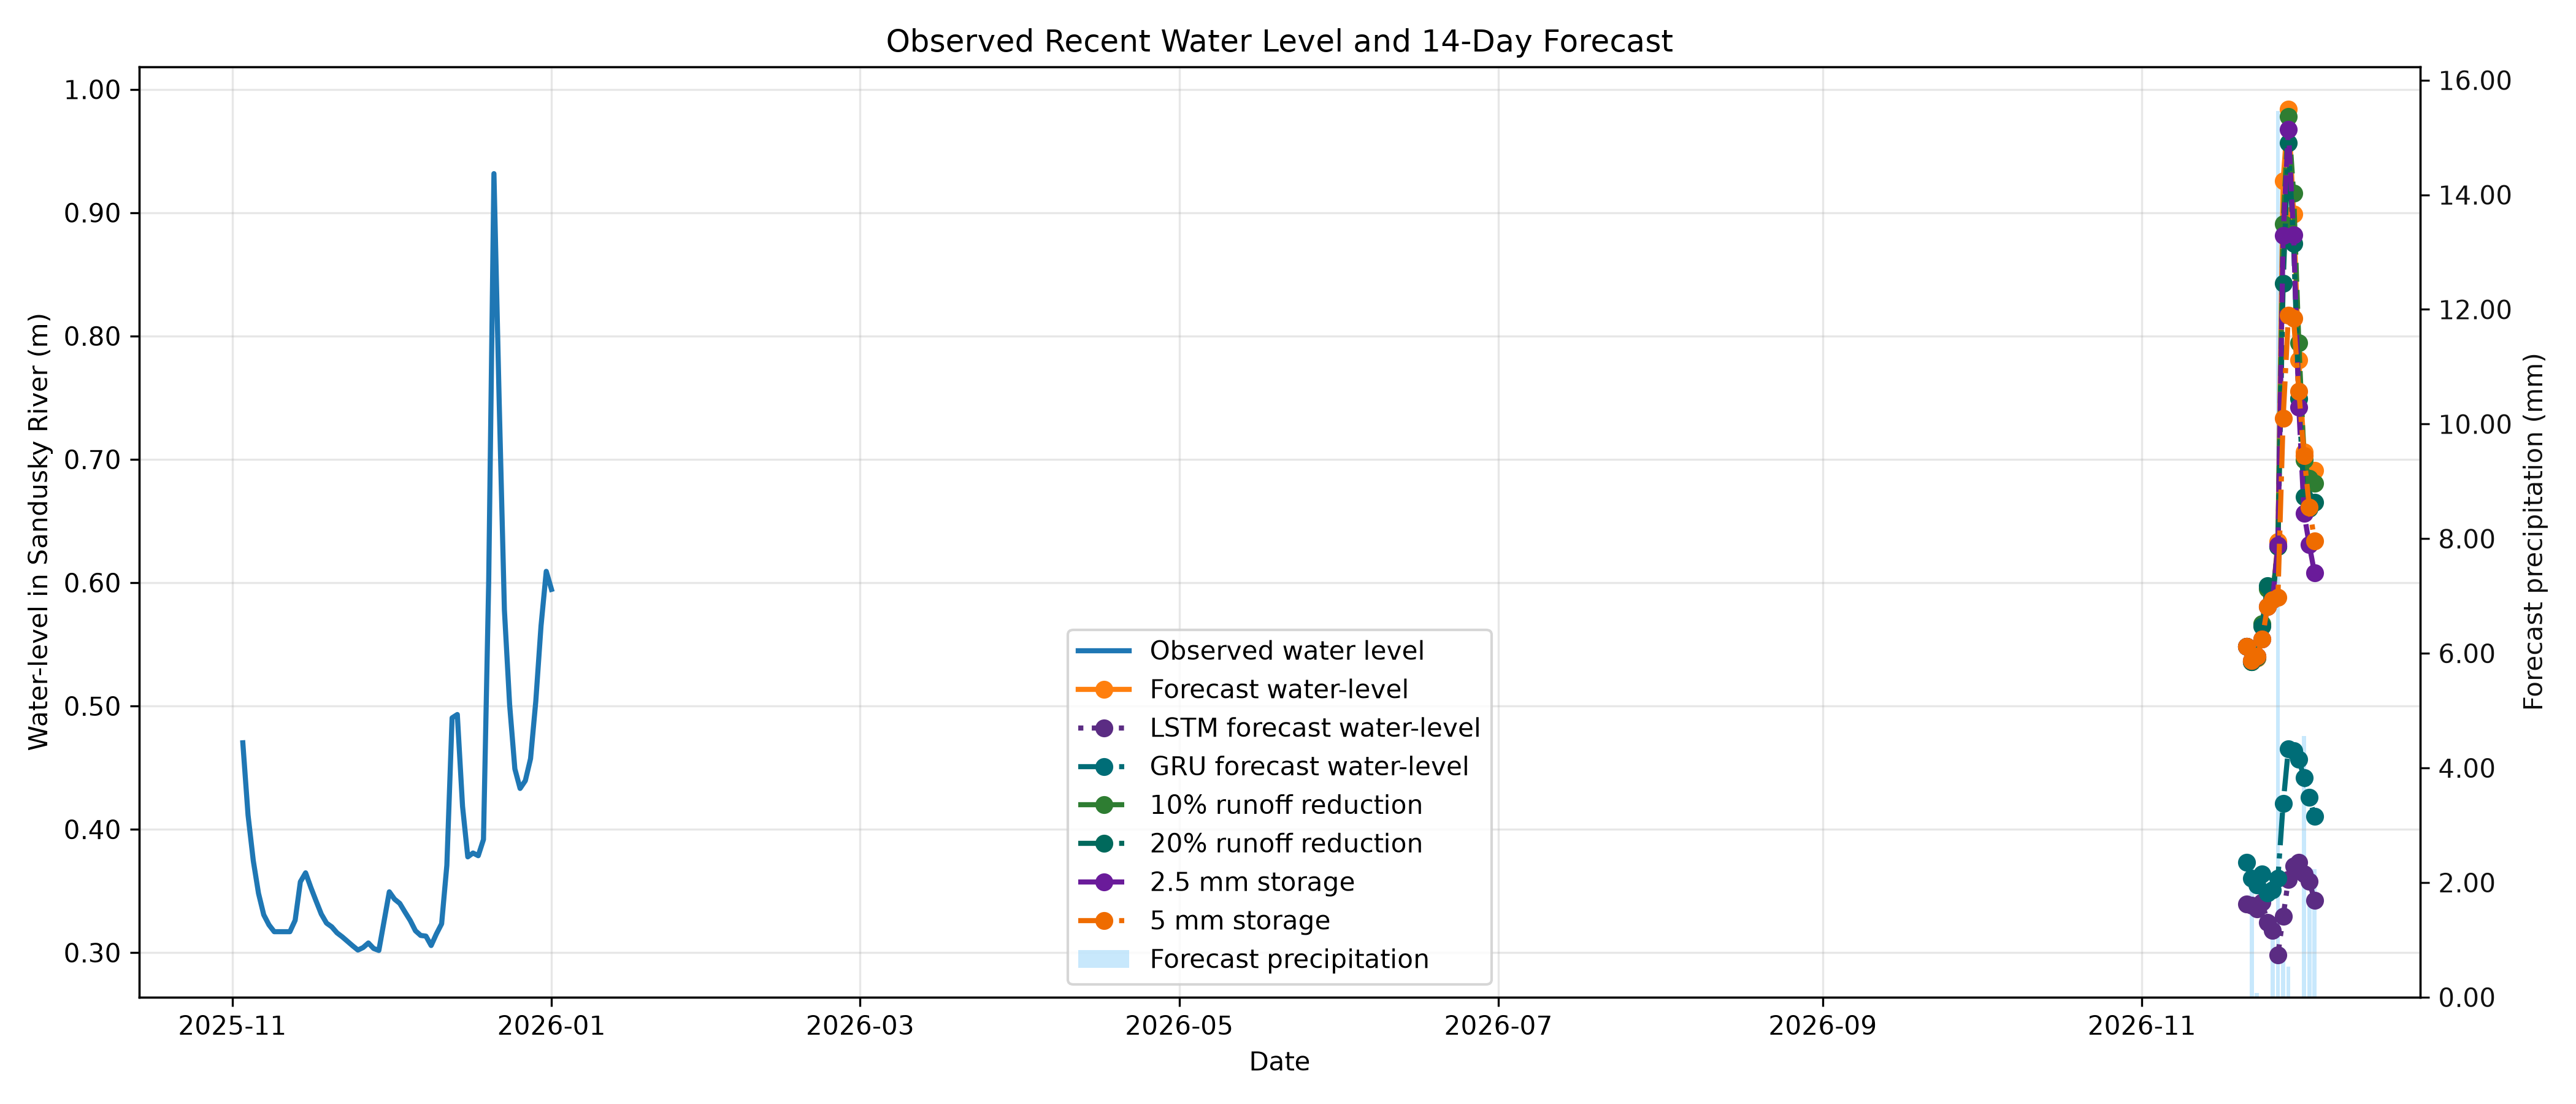 Observed Recent Water Level and 14-Day Forecast
Water-level in Sandusky River (m)
1.00
0.90
0.80
0.70
0.60
0.50
0.40
0.30
16.00
14.00
12.00
10.00
8.00
6.00
4.00
2.00
0.00
Forecast precipitation (mm)
Observed water level
Forecast water-level
LSTM forecast water-level
GRU forecast water-level
10% runoff reduction
20% runoff reduction
2.5 mm storage
5 mm storage
Forecast precipitation
2025-11
2026-01
2026-03
2026-05
2026-07
2026-09
2026-11
Date